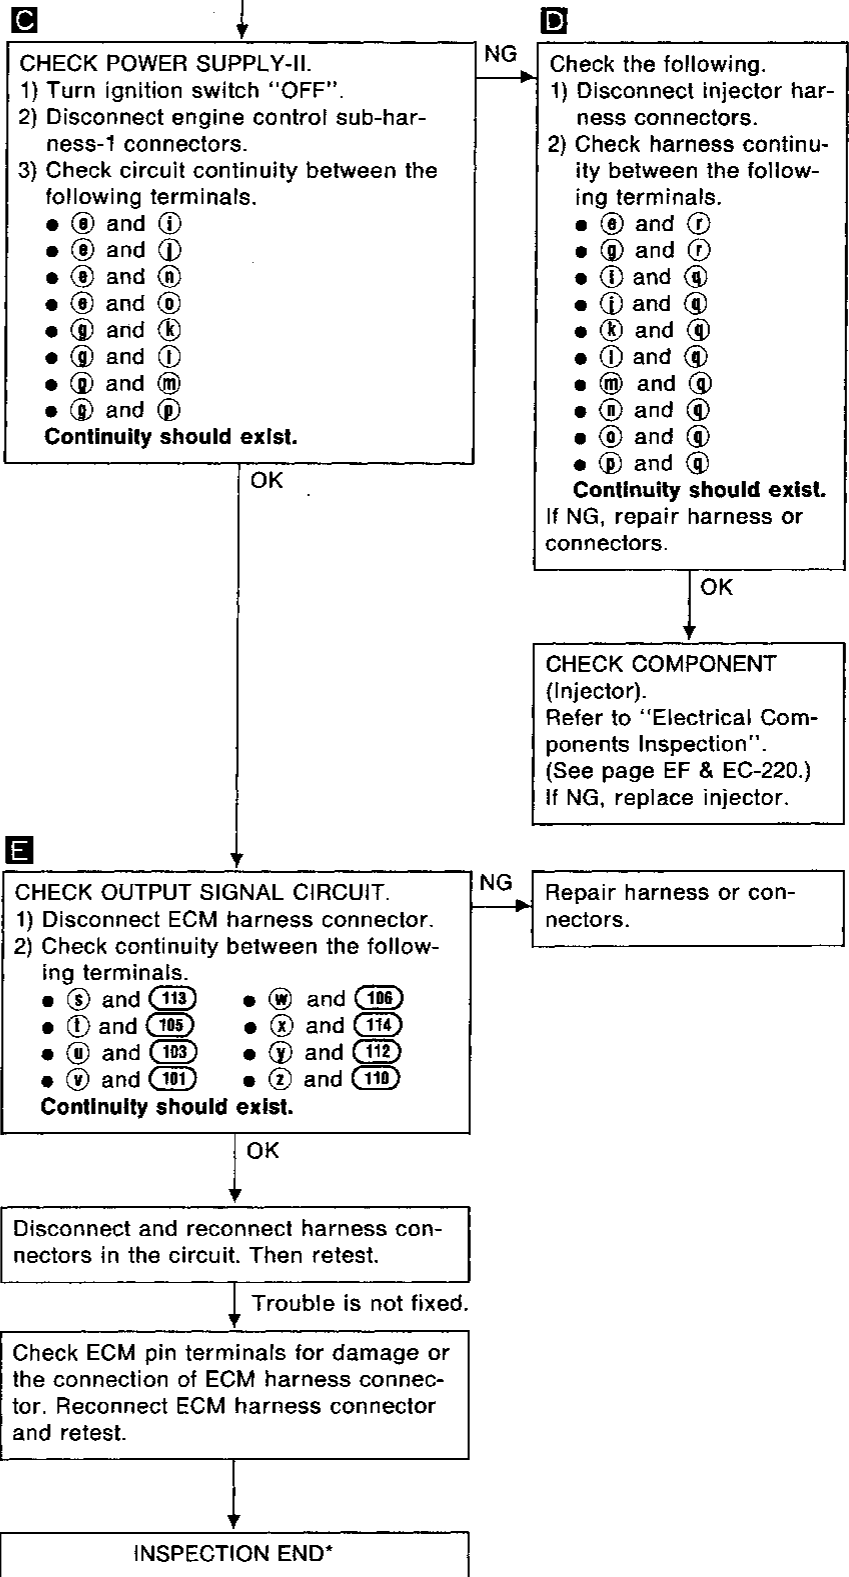 C
CHECK POWER SUPPLY-II.
1) Turn ignition switch "OFF".
2) Disconnect engine control sub-har-
ness-1 connectors.
3) Check circuit continuity between the
following terminals.
● ⓔ and ⓘ
● ⓔ and ⓙ
● ⓔ and ⓝ
● ⓔ and ⓞ
● ⓖ and ⓚ
● ⓖ and ⓛ
● ⓖ and ⓜ
● ⓖ and ⓟ
Continuity should exist.
NG
OK
D
Check the following.
1) Disconnect injector har-
ness connectors.
2) Check harness continu-
ity between the follow-
ing terminals.
● ⓔ and ⓡ
● ⓖ and ⓡ
● ⓘ and ⓠ
● ⓙ and ⓠ
● ⓚ and ⓠ
● ⓛ and ⓠ
● ⓜ and ⓠ
● ⓝ and ⓠ
● ⓞ and ⓠ
● ⓟ and ⓠ
Continuity should exist.
If NG, repair harness or
connectors.
OK
CHECK COMPONENT
(Injector).
Refer to "Electrical Com-
ponents Inspection".
(See page EF & EC-220.)
If NG, replace injector.
E
CHECK OUTPUT SIGNAL CIRCUIT.
1) Disconnect ECM harness connector.
2) Check continuity between the follow-
ing terminals.
● ⓢ and 113 ● ⓦ and 106
● ⓣ and 105 ● ⓧ and 114
● ⓤ and 103 ● ⓨ and 112
● ⓥ and 101 ● ⓩ and 110
Continuity should exist.
NG
Repair harness or con-
nectors.
OK
Disconnect and reconnect harness con-
nectors in the circuit. Then retest.
Trouble is not fixed.
Check ECM pin terminals for damage or
the connection of ECM harness connec-
tor. Reconnect ECM harness connector
and retest.
INSPECTION END*